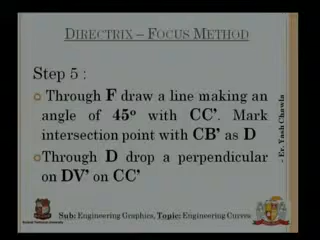 DIRECTRIX – FOCUS METHOD
Step 5 :
Through F draw a line making an
angle of 45° with CC’. Mark
intersection point with CB’ as D
Through D drop a perpendicular
on DV’ on CC’
- Er. Yash Chawla
Sub: Engineering Graphics, Topic: Engineering Curves